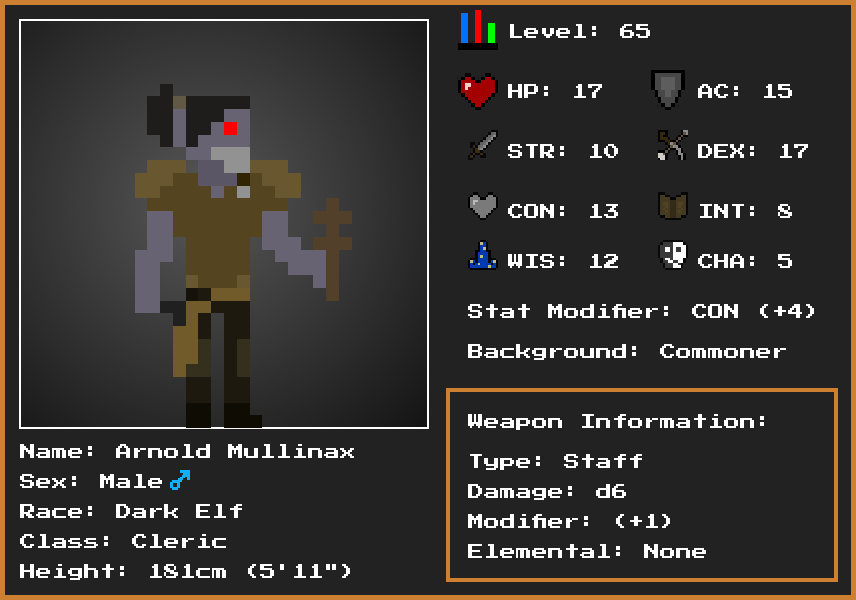 Level: 65
HP: 17 AC: 15
STR: 10 DEX: 17
CON: 13 INT: 8
WIS: 12 CHA: 5
Stat Modifier: CON (+4)
Background: Commoner
Weapon Information:
Type: Staff
Damage: d6
Modifier: (+1)
Elemental: None
Name: Arnold Mullinax
Sex: Male ♂
Race: Dark Elf
Class: Cleric
Height: 181cm (5'11")